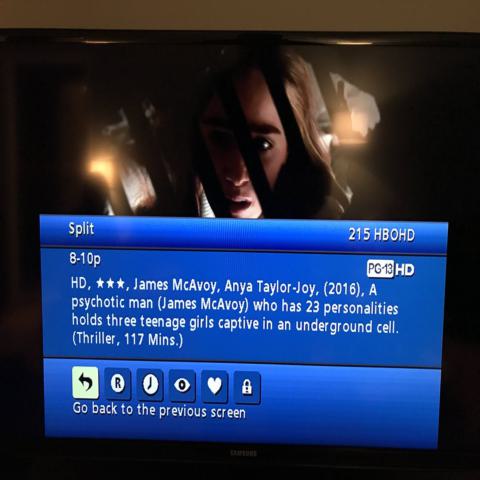 Split 215 HBOHD
8-10p PG-13 HD
HD, ★★★, James McAvoy, Anya Taylor-Joy, (2016), A
psychotic man (James McAvoy) who has 23 personalities
holds three teenage girls captive in an underground cell.
(Thriller, 117 Mins.)
R
Go back to the previous screen
SAMSUNG